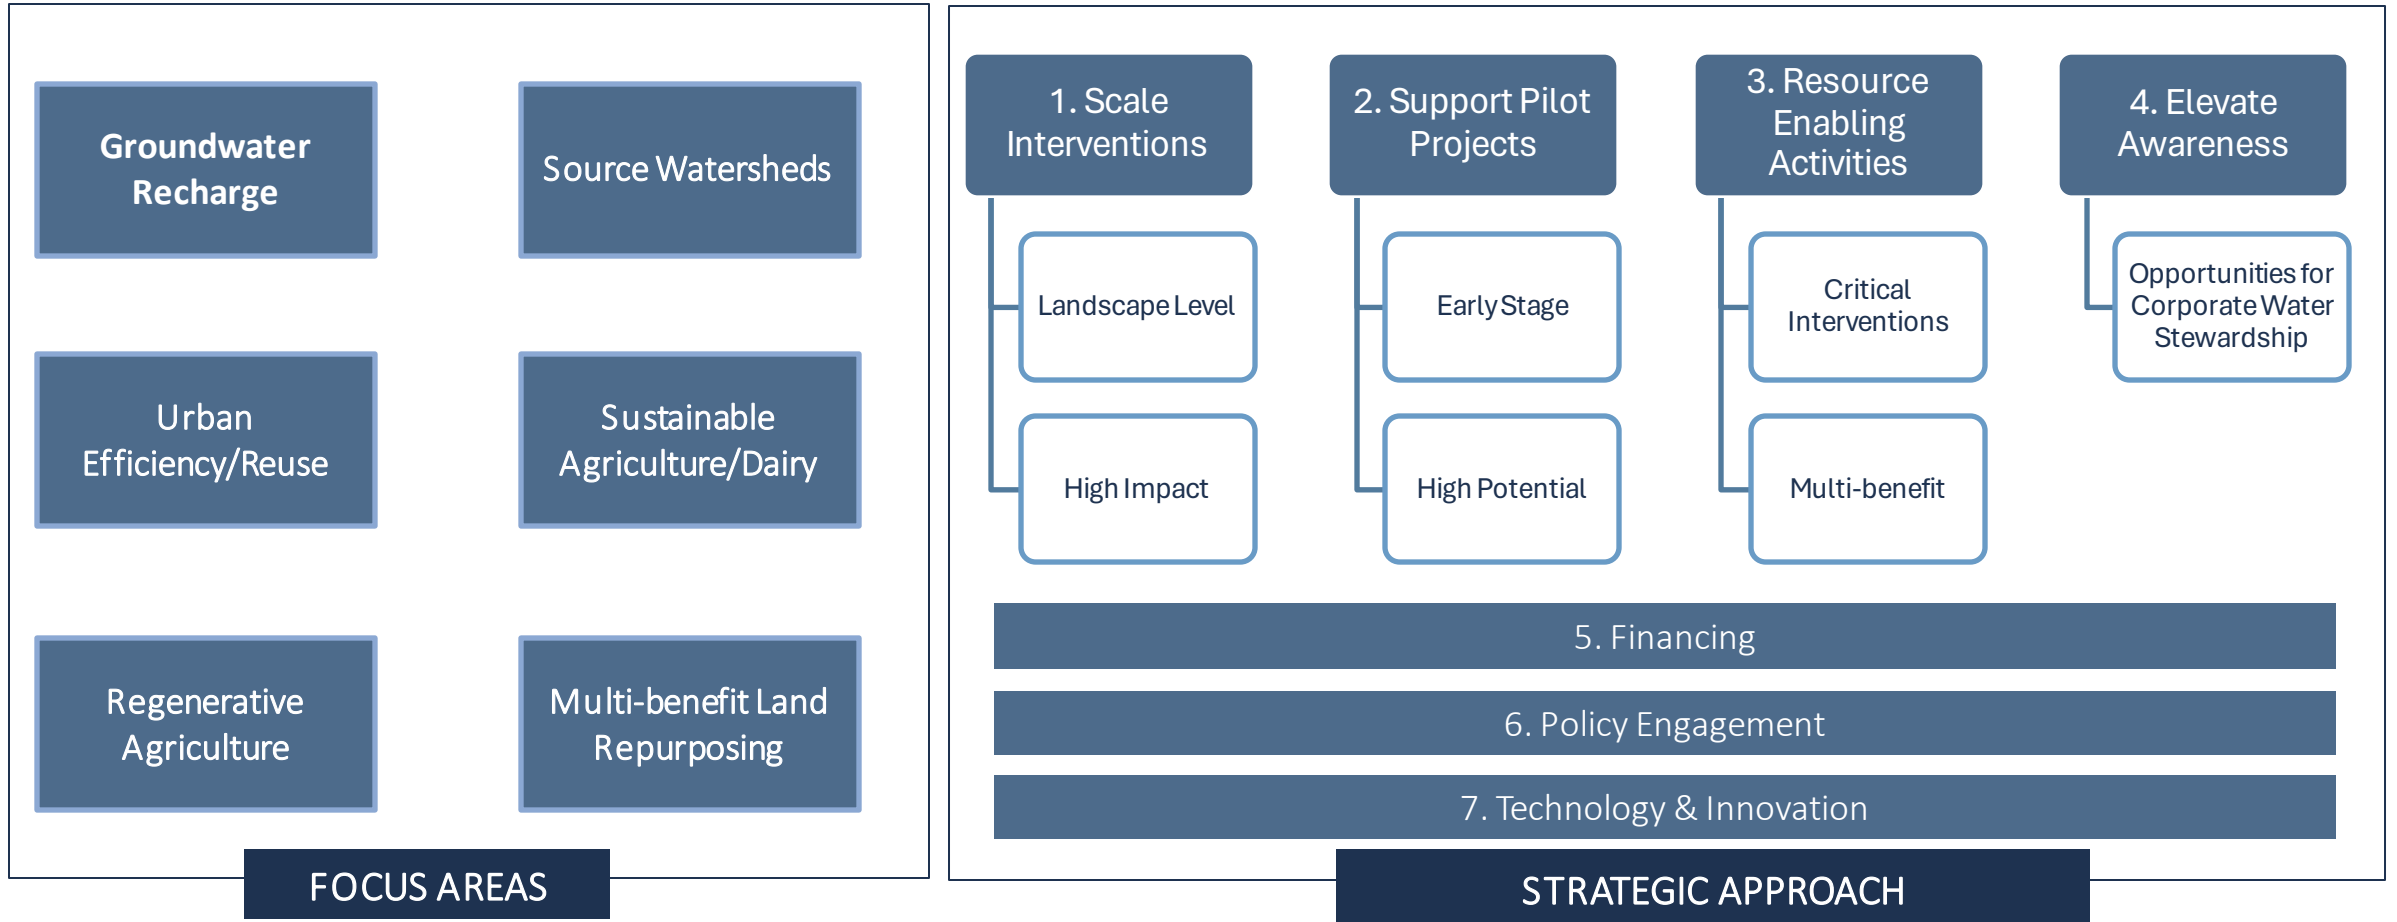 Groundwater
Recharge
Source Watersheds
Urban
Efficiency/Reuse
Sustainable
Agriculture/Dairy
Regenerative
Agriculture
Multi-benefit Land
Repurposing
FOCUS AREAS
1. Scale
Interventions
Landscape Level
High Impact
2. Support Pilot
Projects
Early Stage
High Potential
3. Resource
Enabling
Activities
Critical
Interventions
Multi-benefit
4. Elevate
Awareness
Opportunities for
Corporate Water
Stewardship
5. Financing
6. Policy Engagement
7. Technology & Innovation
STRATEGIC APPROACH